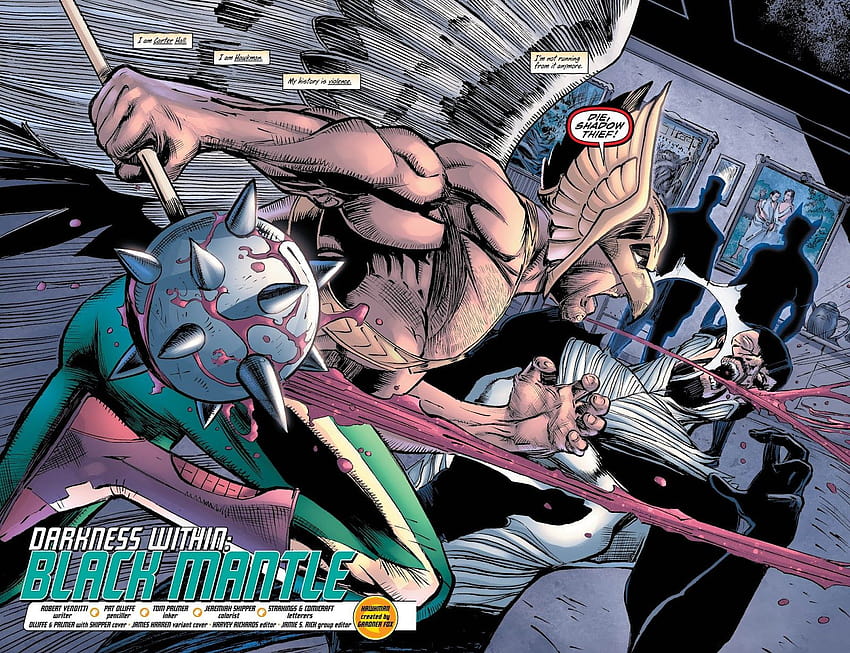 I am Carter Hall.
I am Hawkman.
My history is violence.
I'm not running
from it anymore.
DIE,
SHADOW
THIEF!
DARKNESS WITHIN:
BLACK MANTLE
ROBERT VENDITTI
writer
PAT OLLIFFE
penciller
TOM PALMER
inker
JEREMIAH SKIPPER
colorist
STARKINGS & COMICRAFT
letterers
OLLIFFE & PALMER with SKIPPER cover - JAMES HARREN variant cover - HARVEY RICHARDS editor - JAMIE S. RICH group editor
HAWKMAN
created by
GARDNER FOX